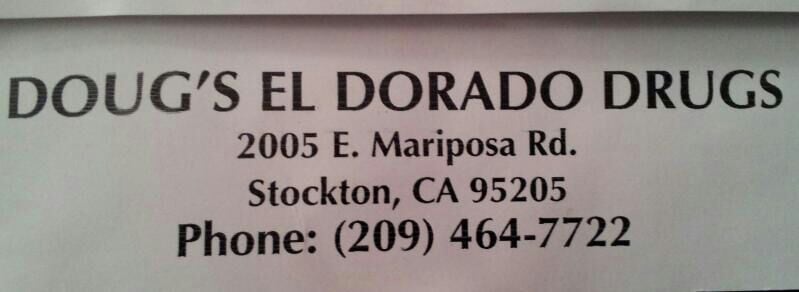 DOUG'S EL DORADO DRUGS
2005 E. Mariposa Rd.
Stockton, CA 95205
Phone: (209) 464-7722